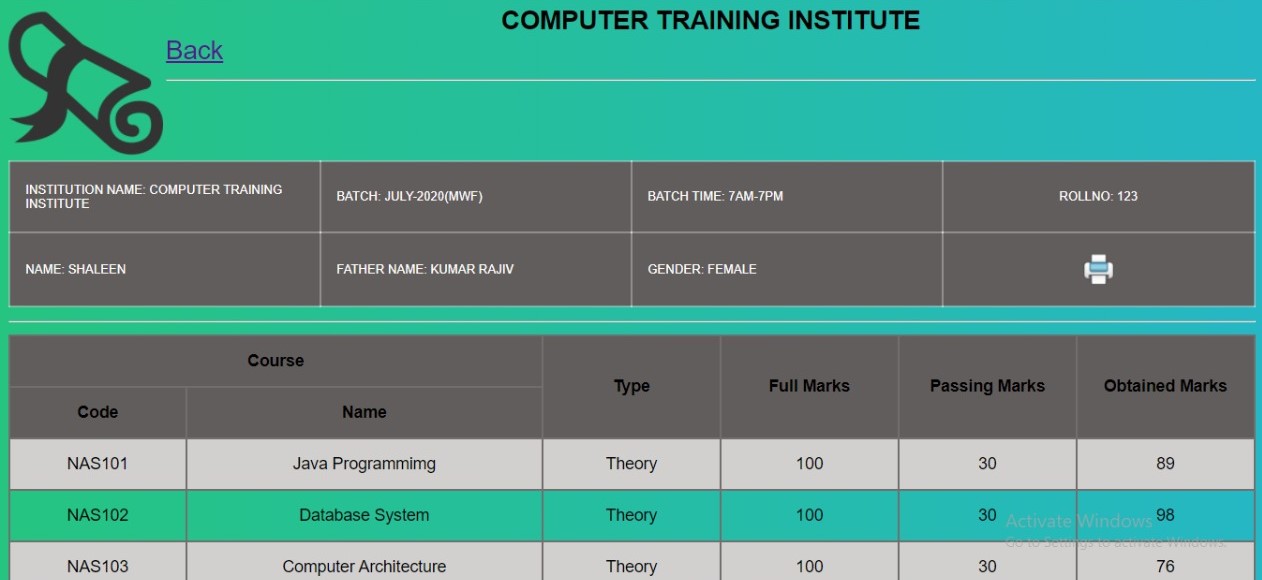 COMPUTER TRAINING INSTITUTE
Back
INSTITUTION NAME: COMPUTER TRAINING
INSTITUTE
BATCH: JULY-2020(MWF)
BATCH TIME: 7AM-7PM
ROLLNO: 123
NAME: SHALEEN
FATHER NAME: KUMAR RAJIV
GENDER: FEMALE
Course
Type
Full Marks
Passing Marks
Obtained Marks
Code
Name
NAS101 Java Programmimg Theory 100 30 89
NAS102 Database System Theory 100 30 98
Activate Windows
Go to Settings to activate Windows.
NAS103 Computer Architecture Theory 100 30 76